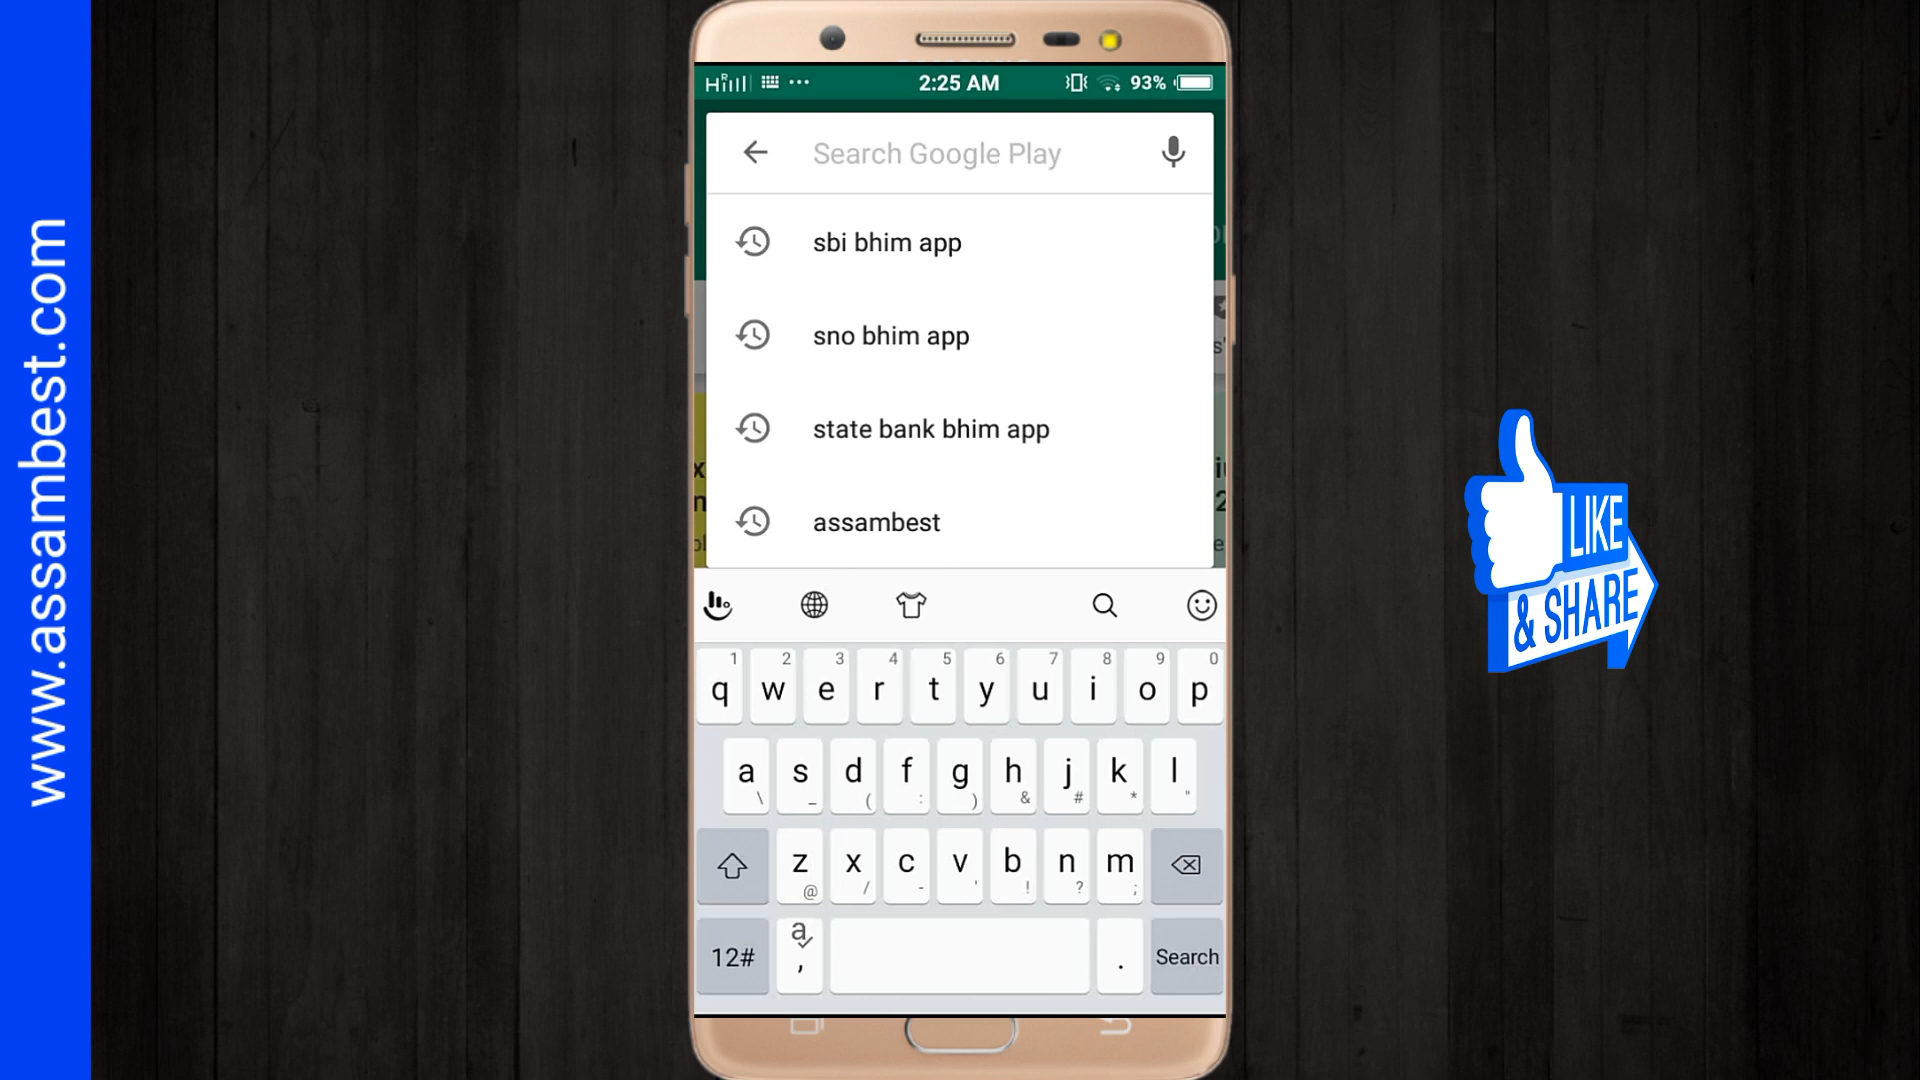 www.assambest.com
2:25 AM
93%
Search Google Play
sbi bhim app
sno bhim app
state bank bhim app
assambest
1 2 3 4 5 6 7 8 9 0
q w e r t y u i o p
a s d f g h j k l
\ _ ( : ) & # * "
z x c v b n m
@ / - ' ! ? ;
12# a , . Search
LIKE
& SHARE